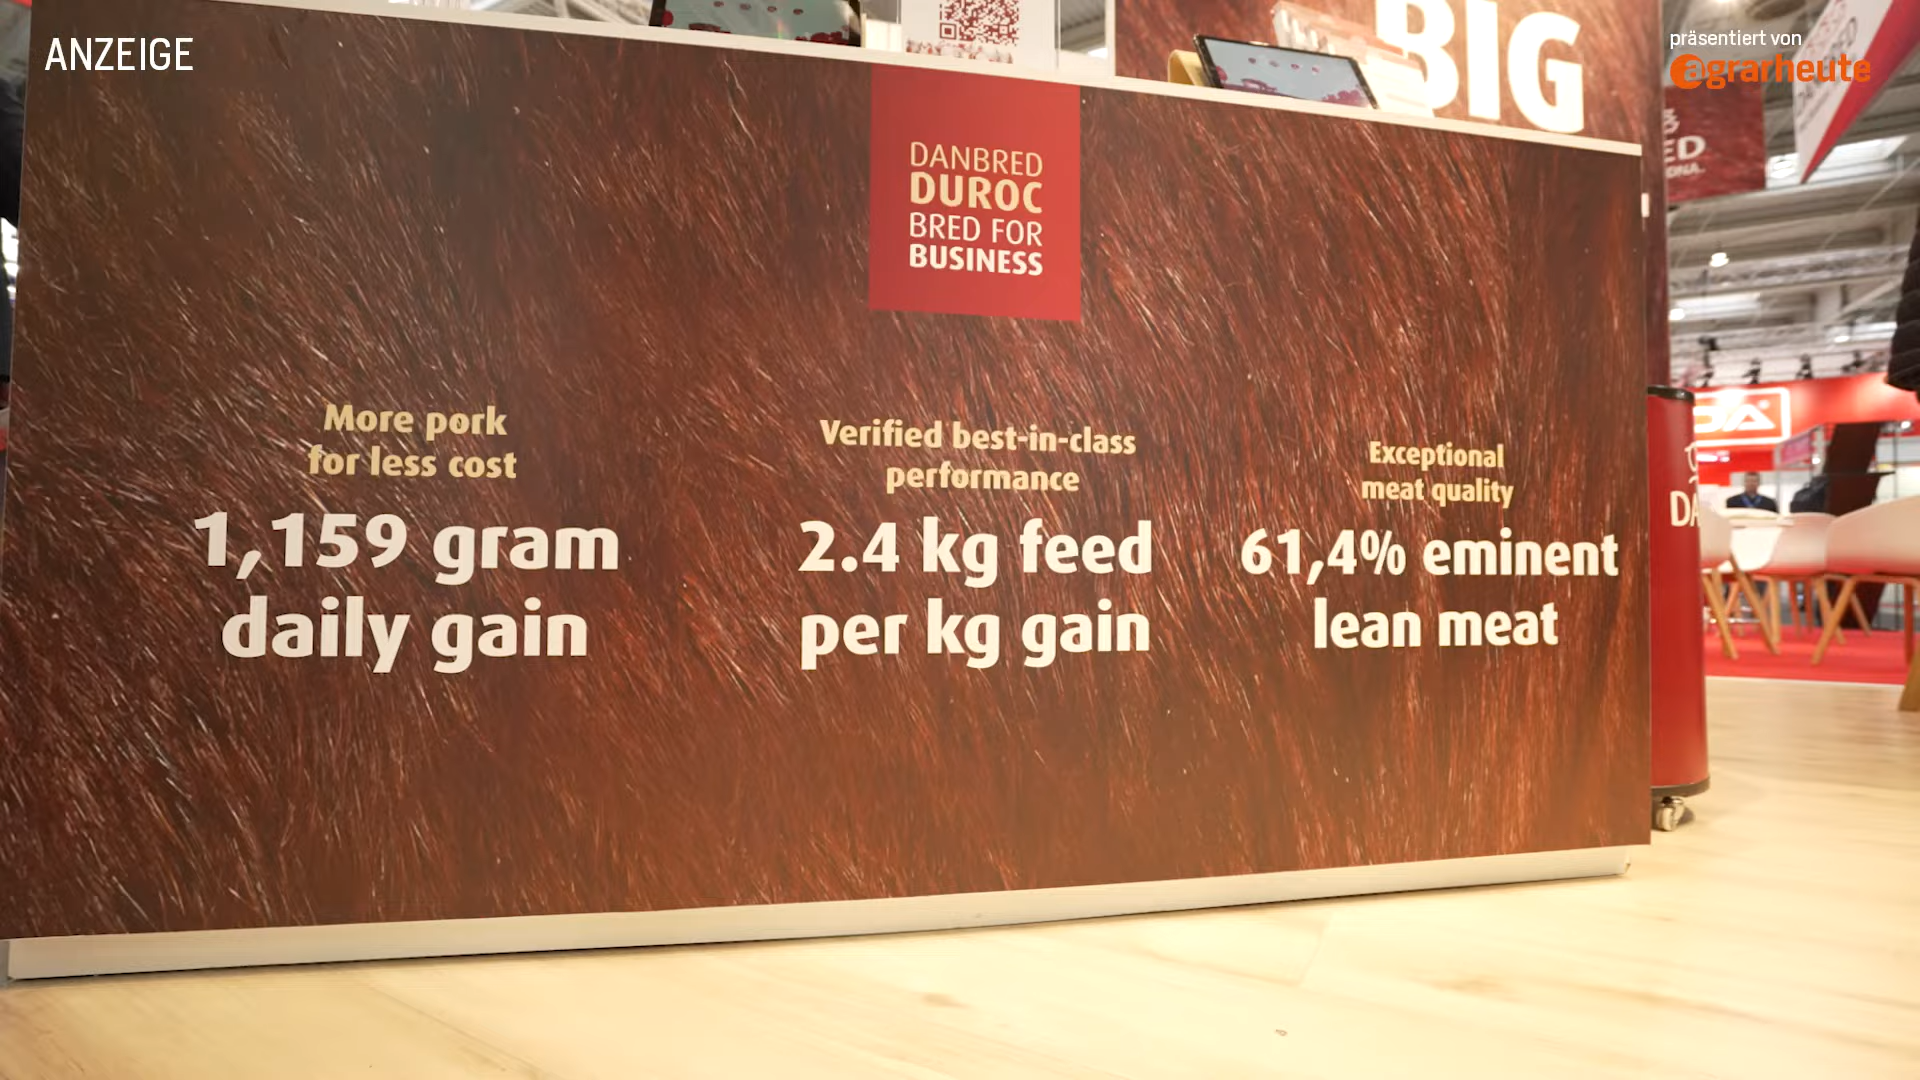 ANZEIGE
präsentiert von
agrarheute
BIG
DANBRED
DUROC
BRED FOR
BUSINESS
More pork
for less cost
1,159 gram
daily gain
Verified best-in-class
performance
2.4 kg feed
per kg gain
Exceptional
meat quality
61,4% eminent
lean meat